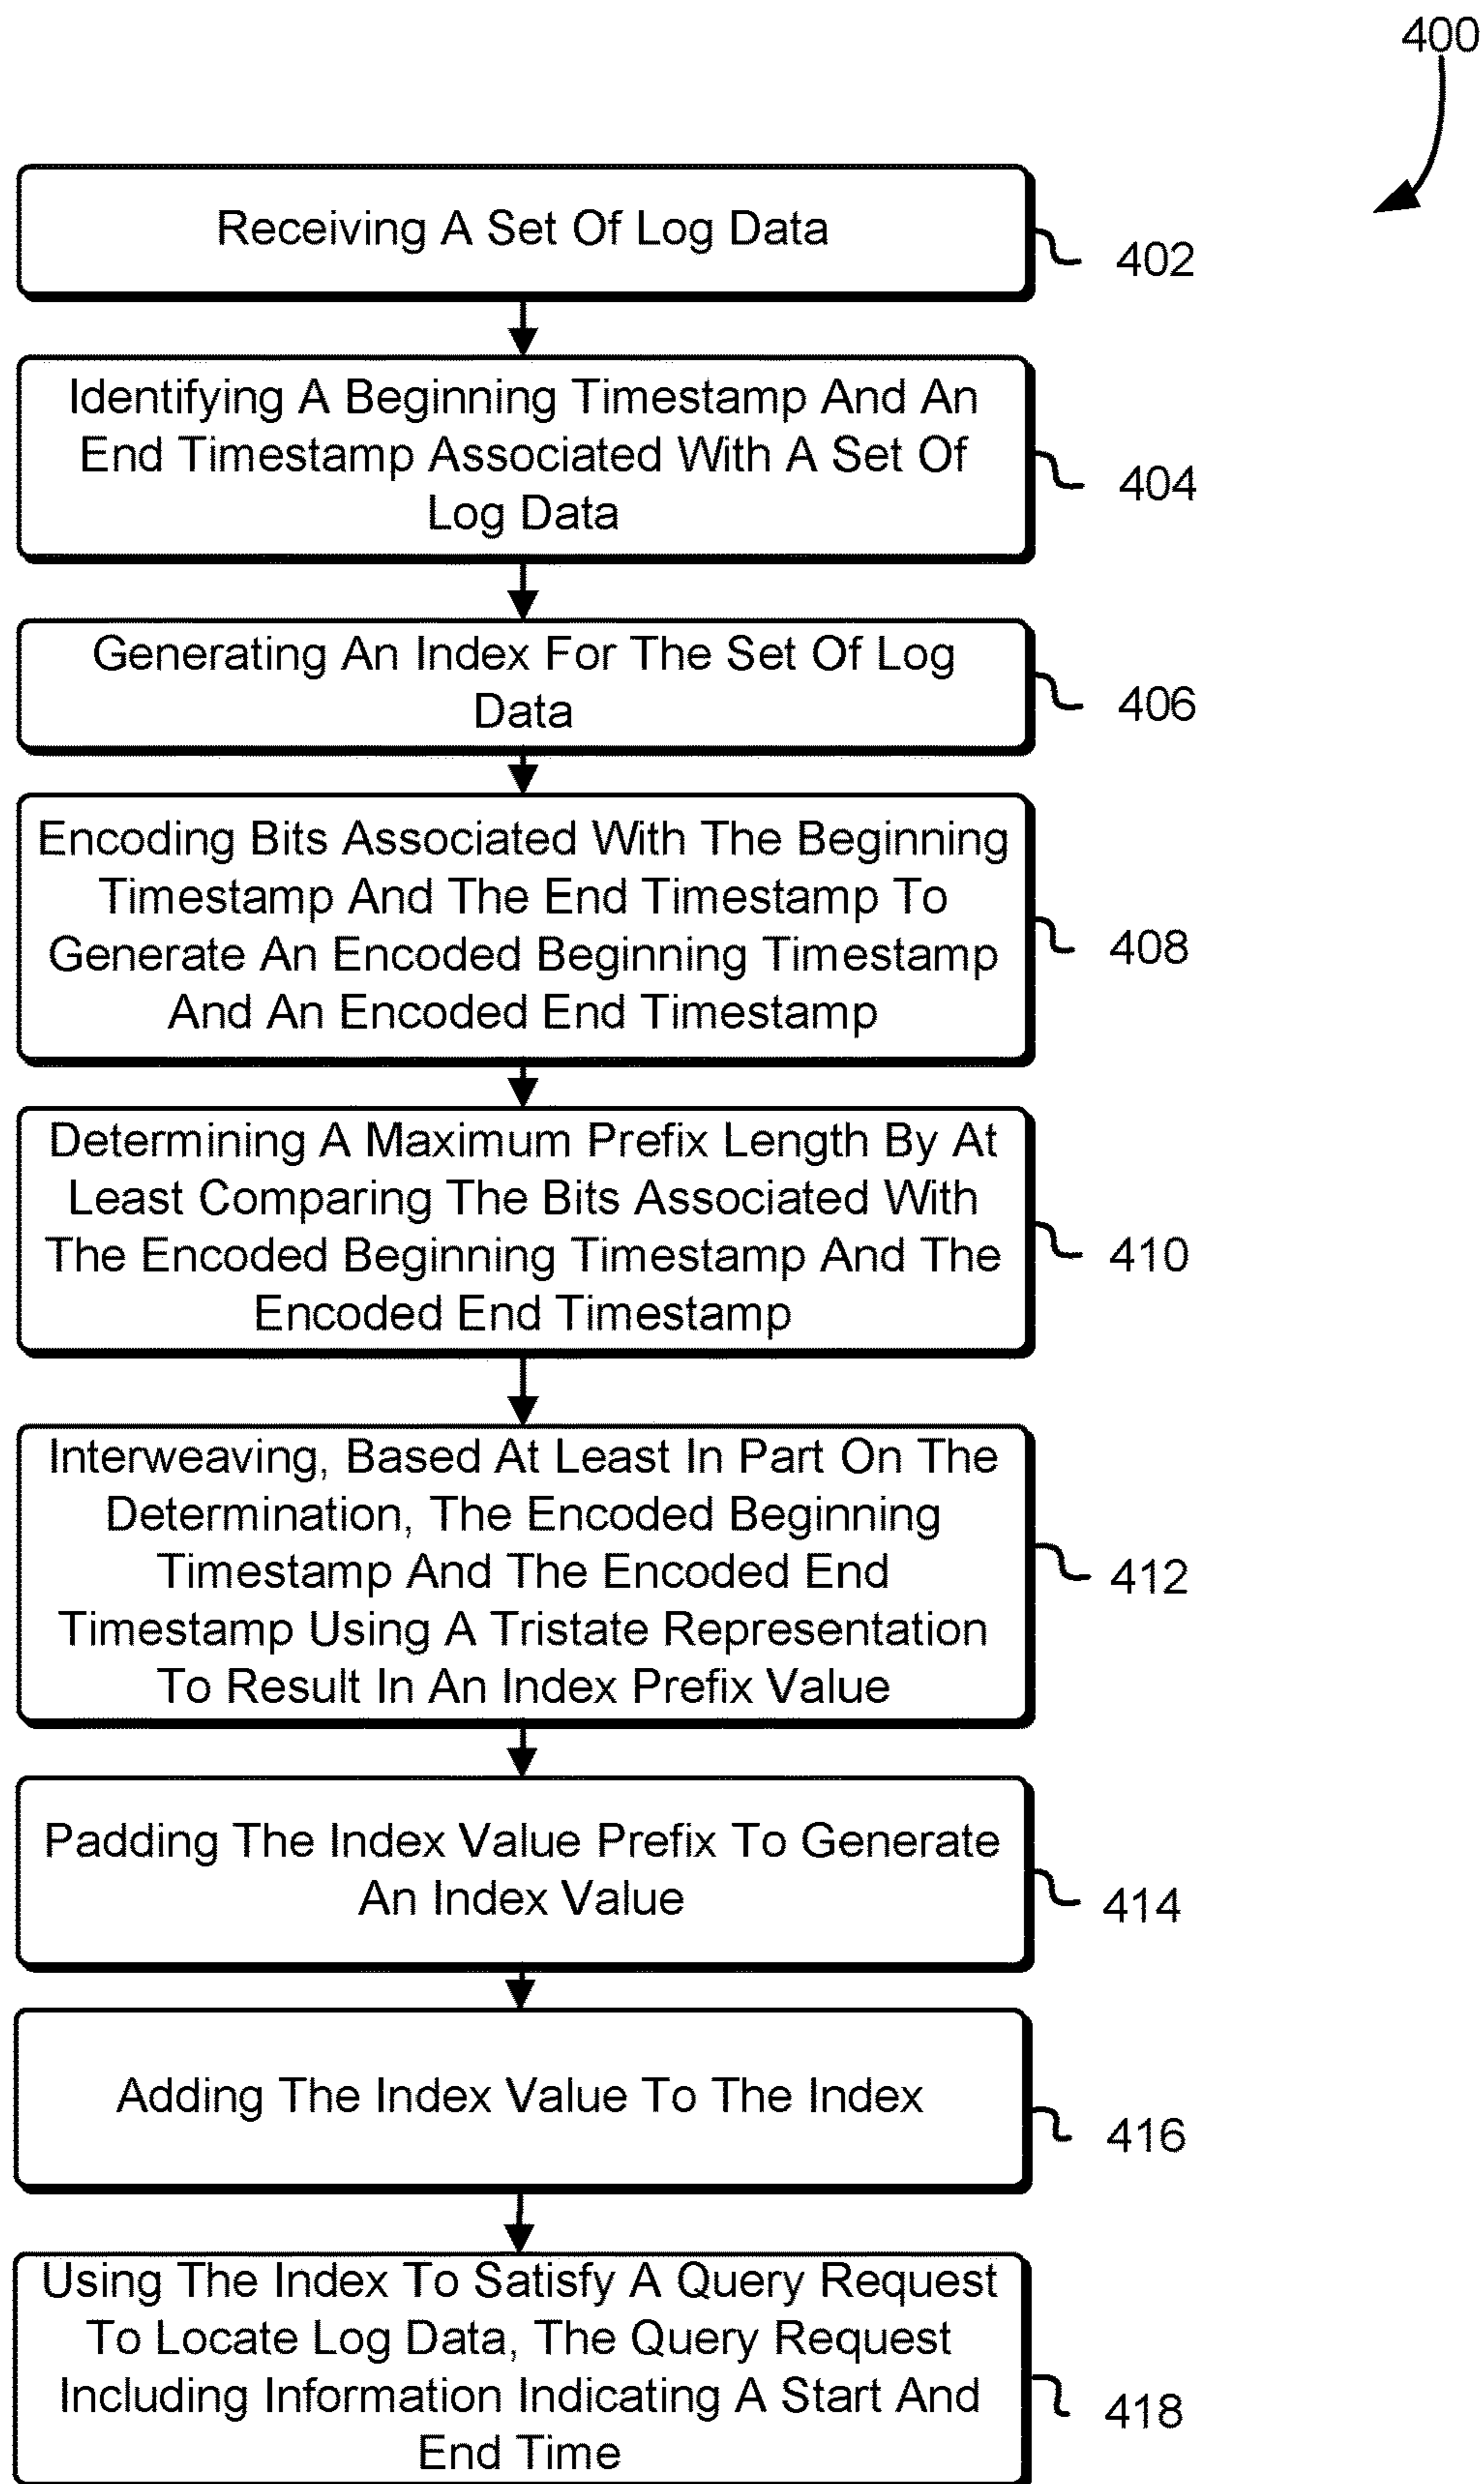 400
Receiving A Set Of Log Data
402
Identifying A Beginning Timestamp And An
End Timestamp Associated With A Set Of
Log Data
404
Generating An Index For The Set Of Log
Data
406
Encoding Bits Associated With The Beginning
Timestamp And The End Timestamp To
Generate An Encoded Beginning Timestamp
And An Encoded End Timestamp
408
Determining A Maximum Prefix Length By At
Least Comparing The Bits Associated With
The Encoded Beginning Timestamp And The
Encoded End Timestamp
410
Interweaving, Based At Least In Part On The
Determination, The Encoded Beginning
Timestamp And The Encoded End
Timestamp Using A Tristate Representation
To Result In An Index Prefix Value
412
Padding The Index Value Prefix To Generate
An Index Value
414
Adding The Index Value To The Index
416
Using The Index To Satisfy A Query Request
To Locate Log Data, The Query Request
Including Information Indicating A Start And
End Time
418